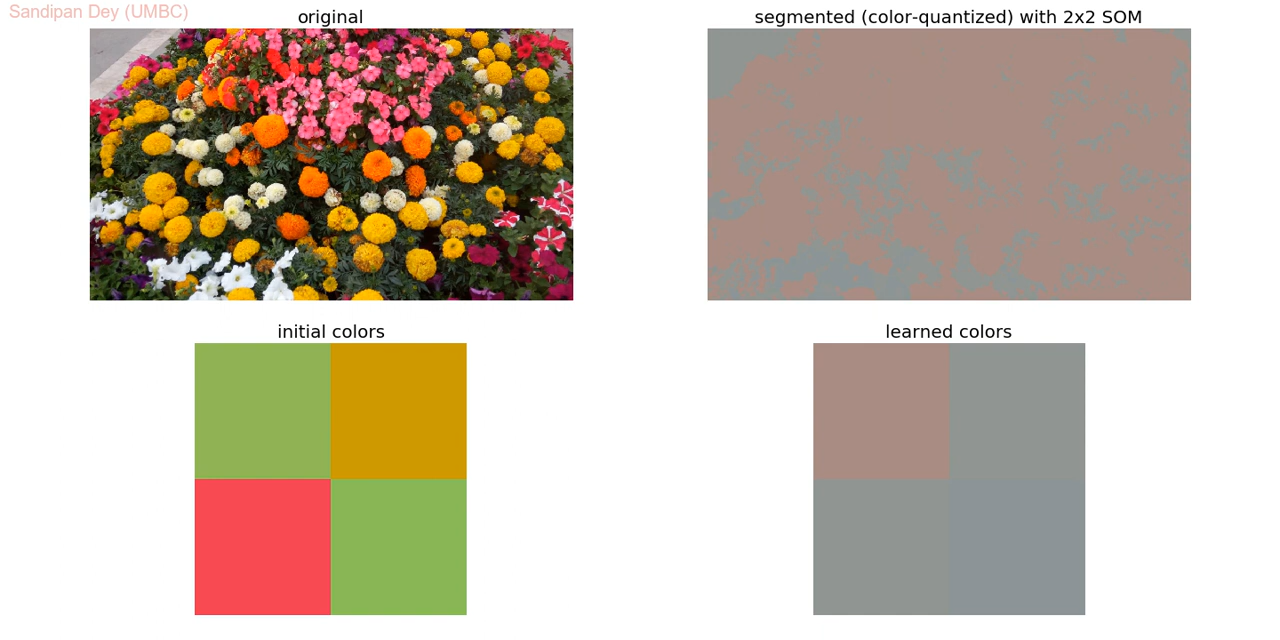 Sandipan Dey (UMBC)
original
segmented (color-quantized) with 2x2 SOM
initial colors
learned colors